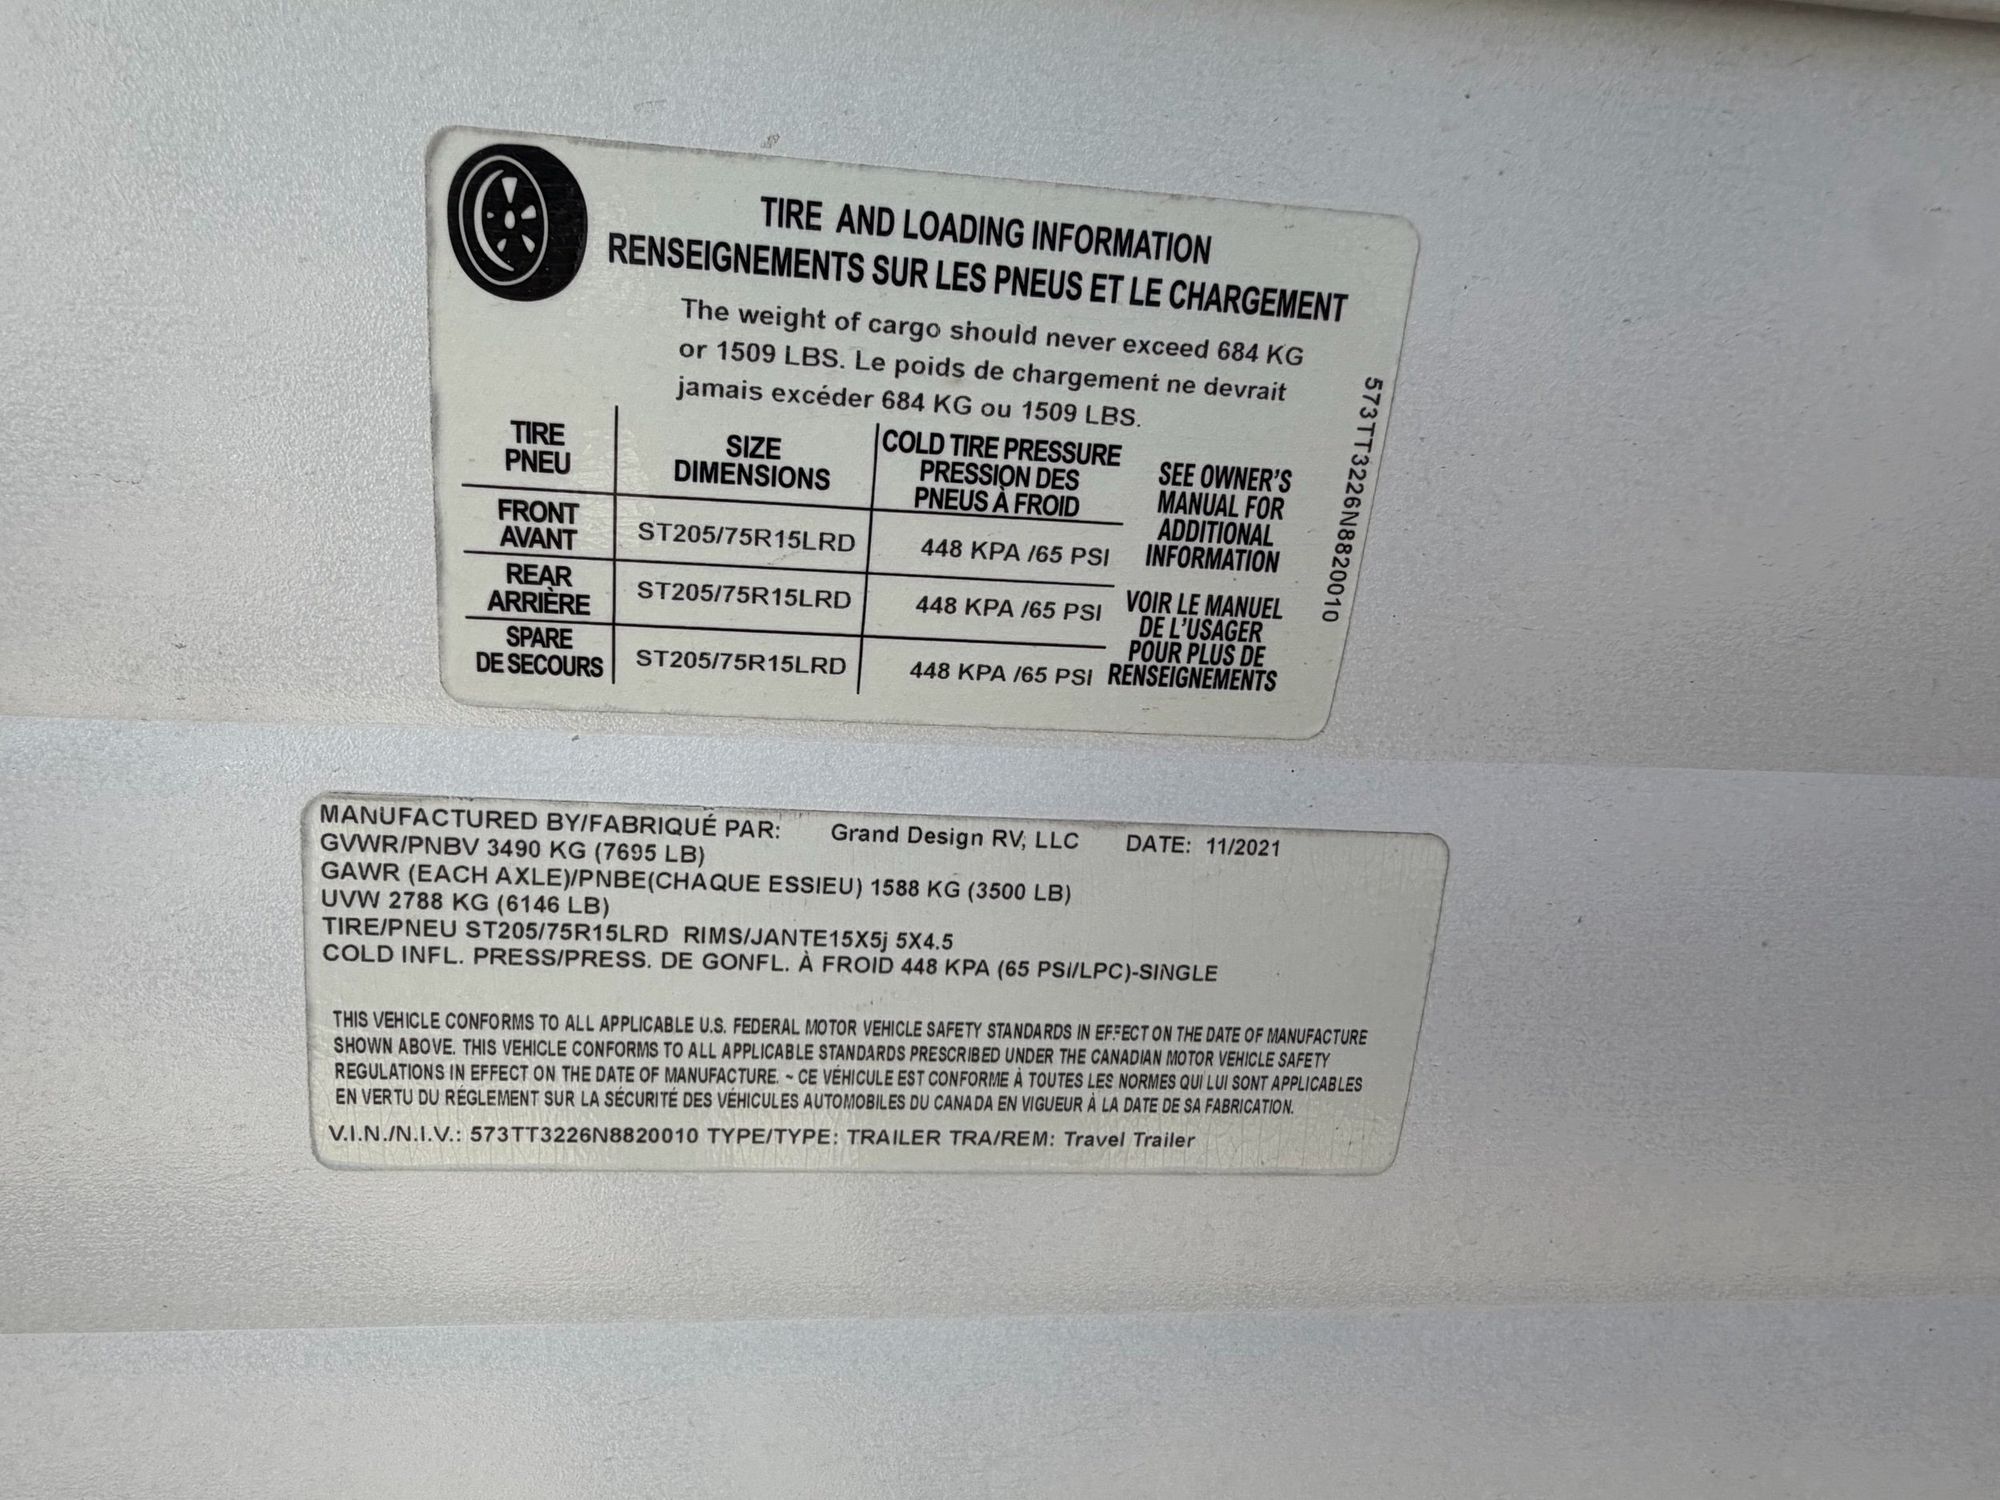 TIRE AND LOADING INFORMATION
RENSEIGNEMENTS SUR LES PNEUS ET LE CHARGEMENT
The weight of cargo should never exceed 684 KG
or 1509 LBS. Le poids de chargement ne devrait
jamais excéder 684 KG ou 1509 LBS.
TIRE
PNEU
SIZE
DIMENSIONS
COLD TIRE PRESSURE
PRESSION DES
PNEUS À FROID
FRONT
AVANT
ST205/75R15LRD
448 KPA /65 PSI
REAR
ARRIÈRE
ST205/75R15LRD
448 KPA /65 PSI
SPARE
DE SECOURS
ST205/75R15LRD
448 KPA /65 PSI
SEE OWNER'S
MANUAL FOR
ADDITIONAL
INFORMATION
VOIR LE MANUEL
DE L'USAGER
POUR PLUS DE
RENSEIGNEMENTS
573TT3226N8820010
MANUFACTURED BY/FABRIQUÉ PAR: Grand Design RV, LLC DATE: 11/2021
GVWR/PNBV 3490 KG (7695 LB)
GAWR (EACH AXLE)/PNBE(CHAQUE ESSIEU) 1588 KG (3500 LB)
UVW 2788 KG (6146 LB)
TIRE/PNEU ST205/75R15LRD RIMS/JANTE15X5j 5X4.5
COLD INFL. PRESS/PRESS. DE GONFL. À FROID 448 KPA (65 PSI/LPC)-SINGLE
THIS VEHICLE CONFORMS TO ALL APPLICABLE U.S. FEDERAL MOTOR VEHICLE SAFETY STANDARDS IN EFFECT ON THE DATE OF MANUFACTURE
SHOWN ABOVE. THIS VEHICLE CONFORMS TO ALL APPLICABLE STANDARDS PRESCRIBED UNDER THE CANADIAN MOTOR VEHICLE SAFETY
REGULATIONS IN EFFECT ON THE DATE OF MANUFACTURE. ~ CE VÉHICULE EST CONFORME À TOUTES LES NORMES QUI LUI SONT APPLICABLES
EN VERTU DU RÉGLEMENT SUR LA SÉCURITÉ DES VÉHICULES AUTOMOBILES DU CANADA EN VIGUEUR À LA DATE DE SA FABRICATION.
V.I.N./N.I.V.: 573TT3226N8820010 TYPE/TYPE: TRAILER TRA/REM: Travel Trailer